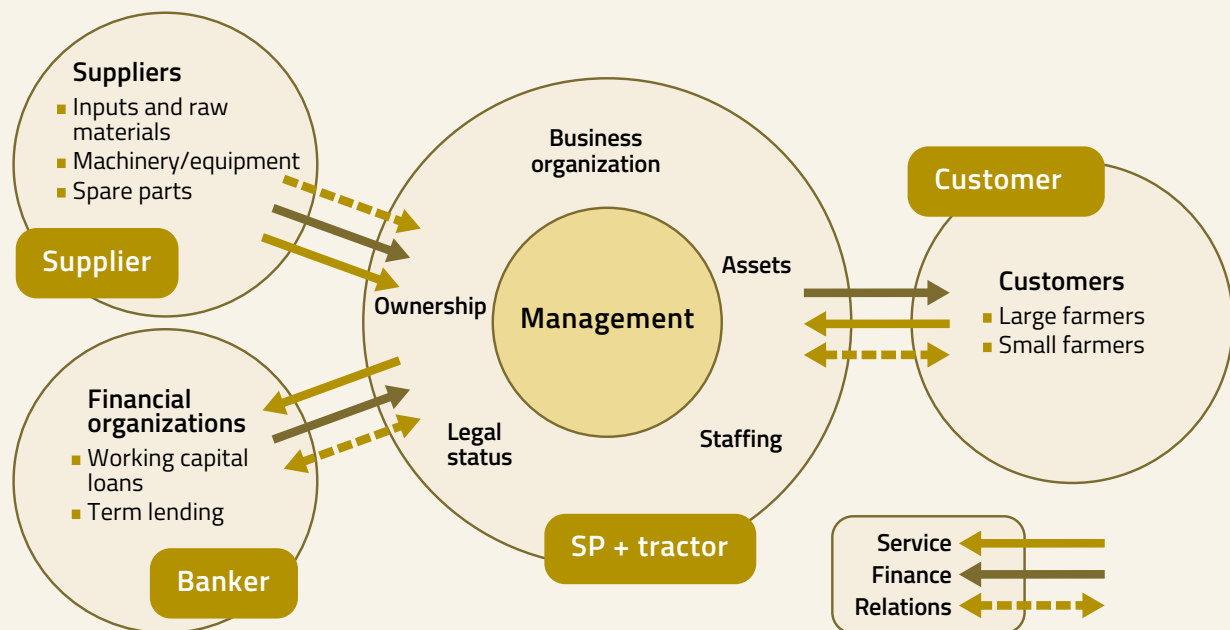 Suppliers
Inputs and raw
materials
Machinery/equipment
Spare parts
Supplier
Financial
organizations
Working capital
loans
Term lending
Banker
Business
organization
Ownership
Management
Assets
Legal
status
Staffing
SP + tractor
Customer
Customers
Large farmers
Small farmers
Service
Finance
Relations